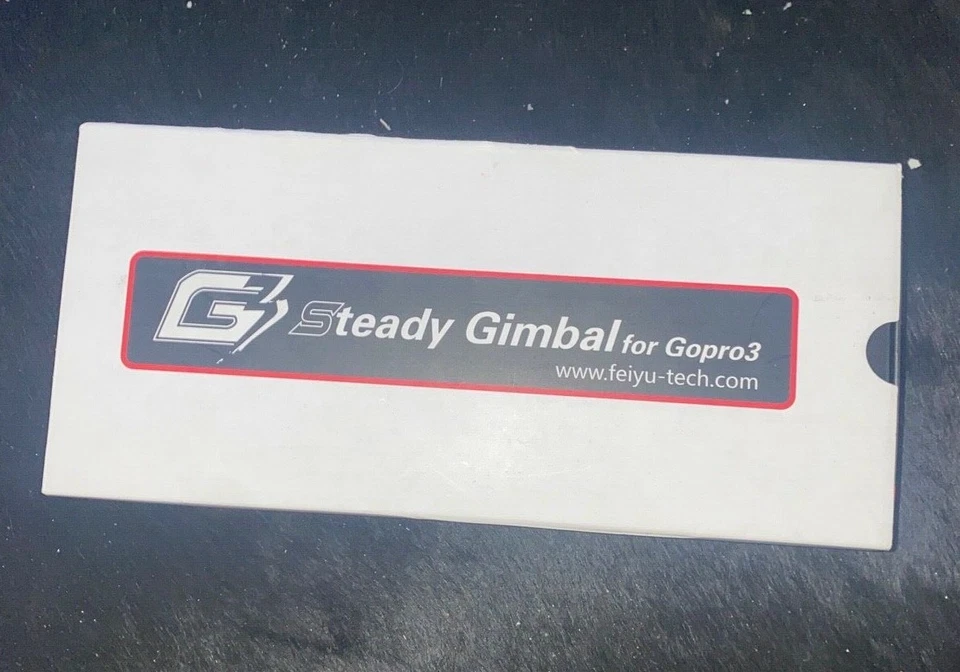 G3 Steady Gimbal for Gopro3
www.feiyu-tech.com